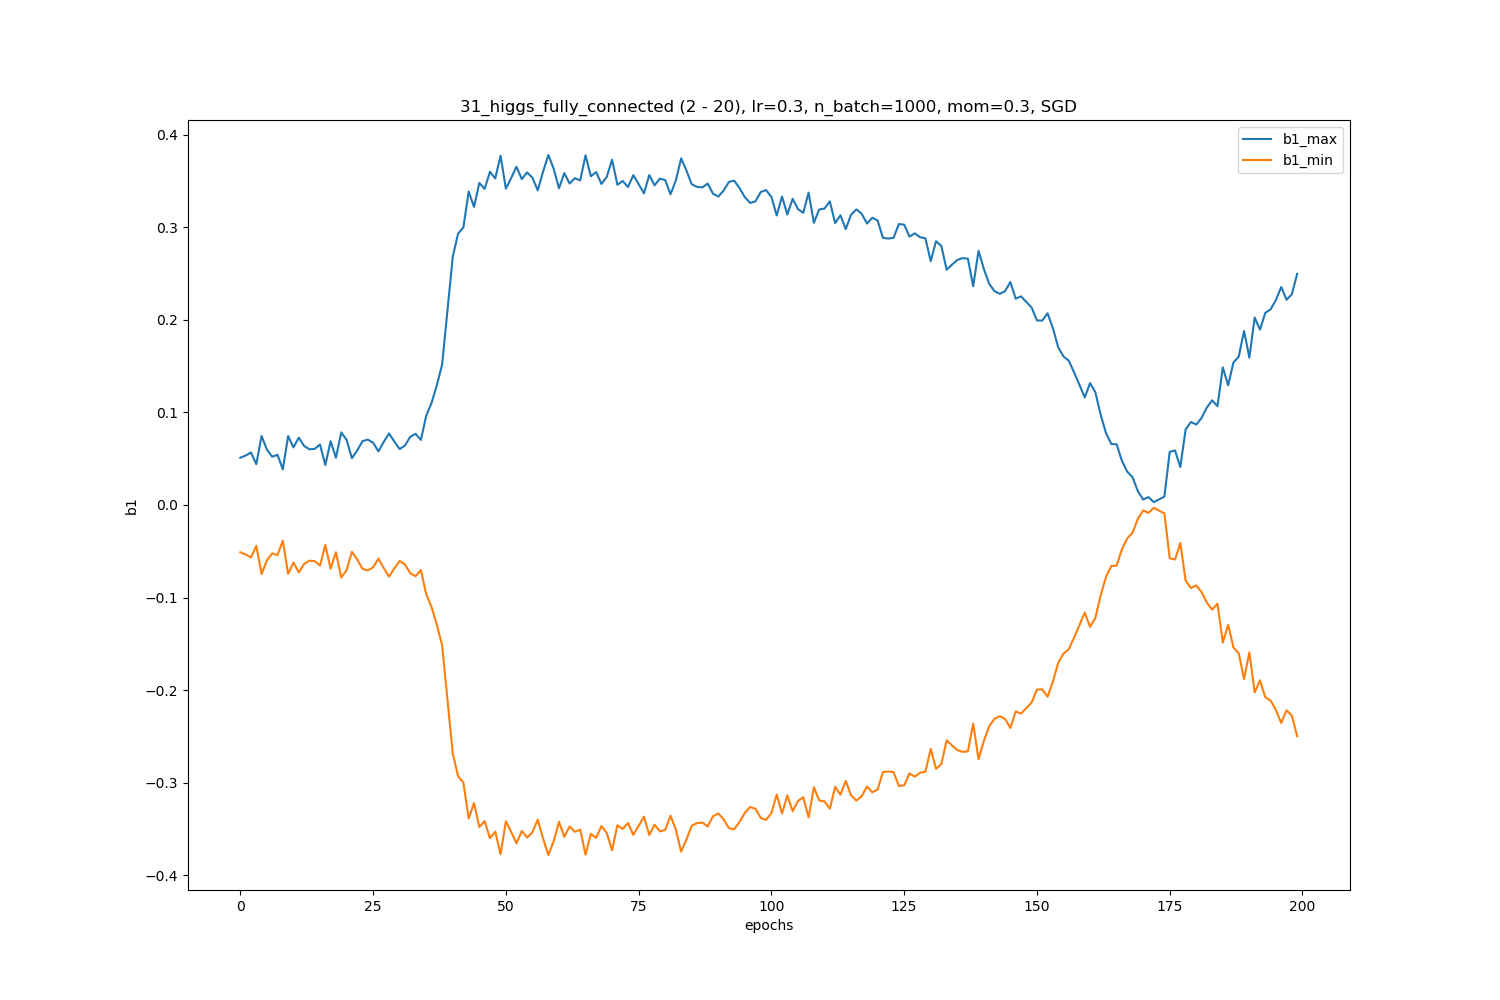 31_higgs_fully_connected (2 - 20), lr=0.3, n_batch=1000, mom=0.3, SGD
b1_max
b1_min
0.4
0.3
0.2
0.1
0.0
−0.1
−0.2
−0.3
−0.4
b1
0 25 50 75 100 125 150 175 200
epochs